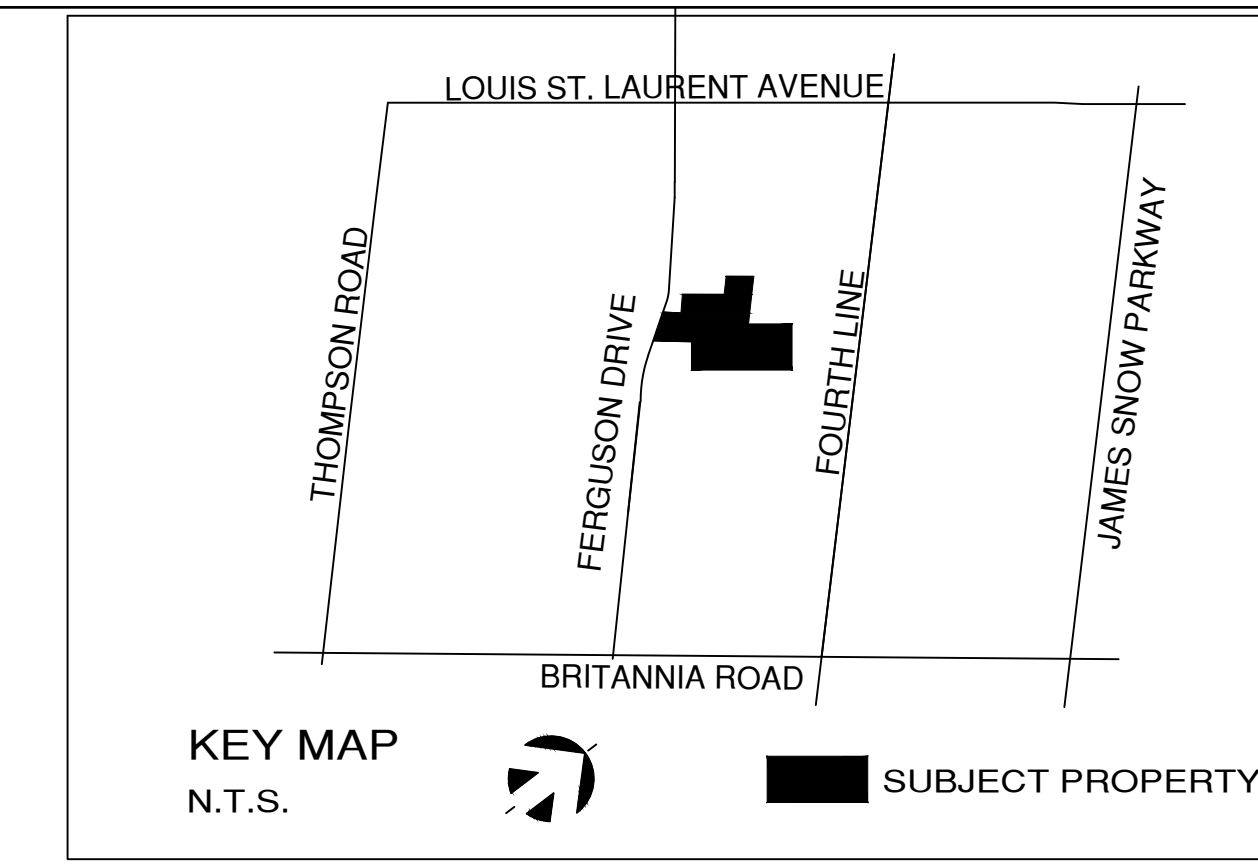 LOUIS ST. LAURENT AVENUE
THOMPSON ROAD
FERGUSON DRIVE
FOURTH LINE
JAMES SNOW PARKWAY
BRITANNIA ROAD
KEY MAP
N.T.S.
SUBJECT PROPERTY